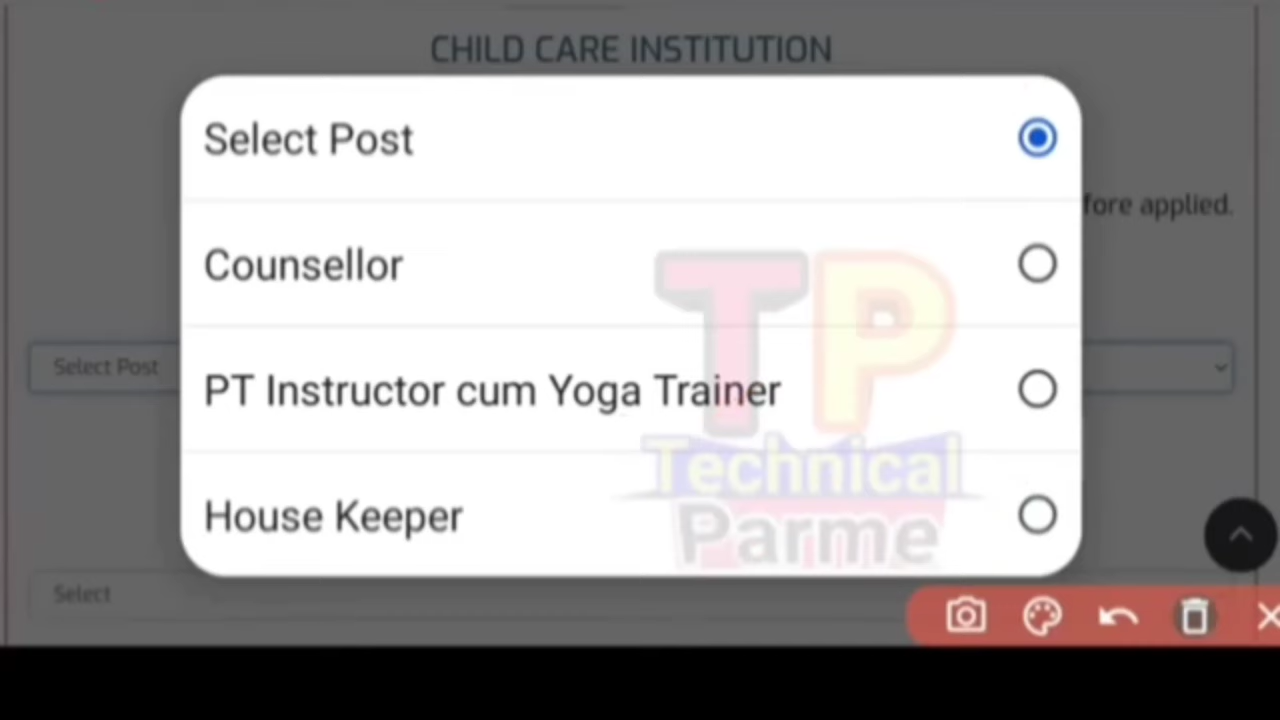 CHILD CARE INSTITUTION
Select Post
fore applied.
Counsellor
TP
Select Post
PT Instructor cum Yoga Trainer
Technical
House Keeper
Parme
Select